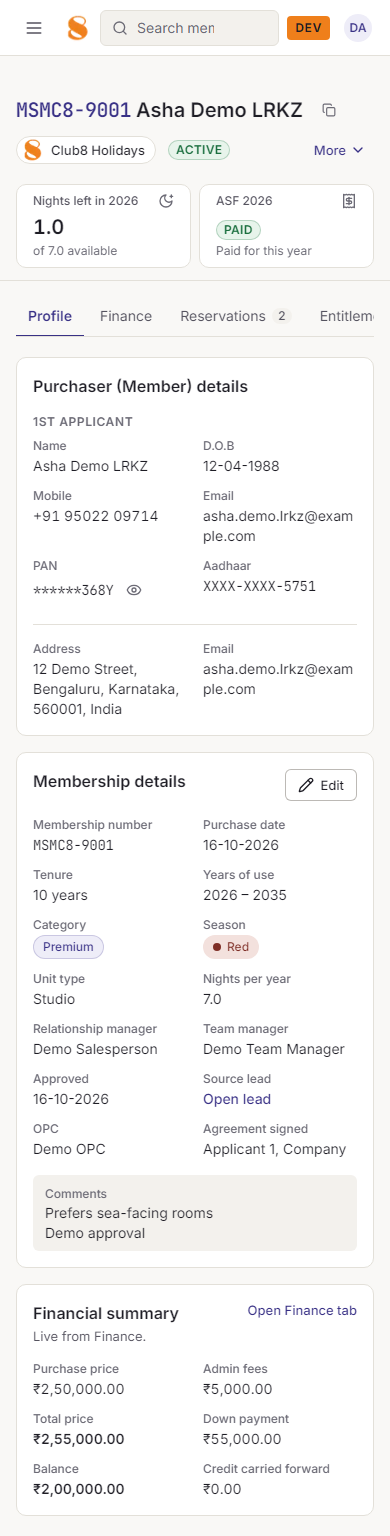 Search mem
DEV
DA
MSMC8-9001 Asha Demo LRKZ
Club8 Holidays
ACTIVE
More
Nights left in 2026
1.0
of 7.0 available
ASF 2026
PAID
Paid for this year
Profile
Finance
Reservations 2
Entitlem
Purchaser (Member) details
1ST APPLICANT
Name
Asha Demo LRKZ
D.O.B
12-04-1988
Mobile
+91 95022 09714
Email
asha.demo.lrkz@exam
ple.com
PAN
******368Y
Aadhaar
XXXX-XXXX-5751
Address
12 Demo Street,
Bengaluru, Karnataka,
560001, India
Email
asha.demo.lrkz@exam
ple.com
Membership details
Edit
Membership number
MSMC8-9001
Purchase date
16-10-2026
Tenure
10 years
Years of use
2026 – 2035
Category
Premium
Season
Red
Unit type
Studio
Nights per year
7.0
Relationship manager
Demo Salesperson
Team manager
Demo Team Manager
Approved
16-10-2026
Source lead
Open lead
OPC
Demo OPC
Agreement signed
Applicant 1, Company
Comments
Prefers sea-facing rooms
Demo approval
Financial summary
Open Finance tab
Live from Finance.
Purchase price
₹2,50,000.00
Admin fees
₹5,000.00
Total price
₹2,55,000.00
Down payment
₹55,000.00
Balance
₹2,00,000.00
Credit carried forward
₹0.00